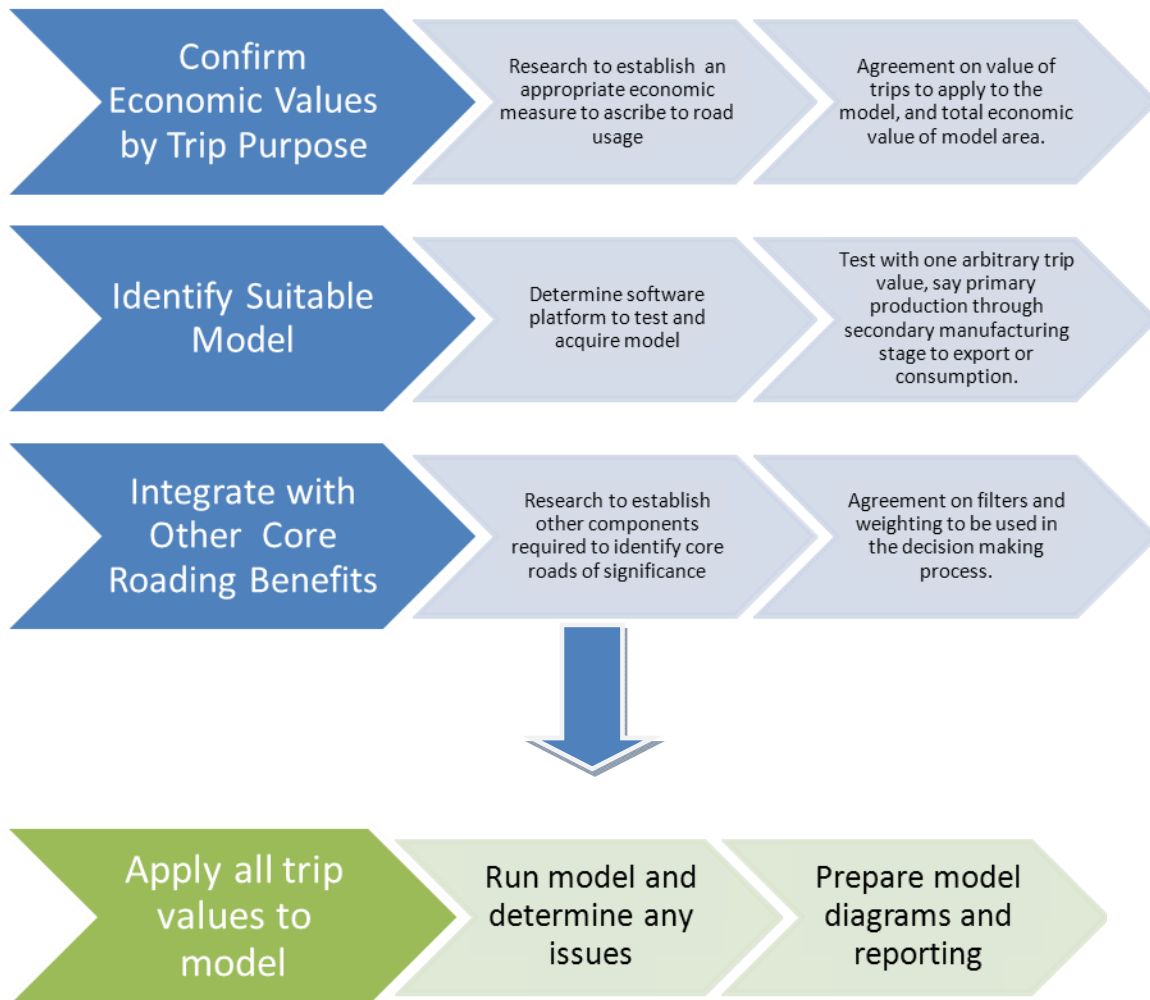 Confirm
Economic Values
by Trip Purpose
Research to establish an
appropriate economic
measure to ascribe to road
usage
Agreement on value of
trips to apply to the
model, and total economic
value of model area.
Identify Suitable
Model
Determine software
platform to test and
acquire model
Test with one arbitrary trip
value, say primary
production through
secondary manufacturing
stage to export or
consumption.
Integrate with
Other Core
Roading Benefits
Research to establish
other components
required to identify core
roads of significance
Agreement on filters and
weighting to be used in
the decision making
process.
Apply all trip
values to
model
Run model and
determine any
issues
Prepare model
diagrams and
reporting